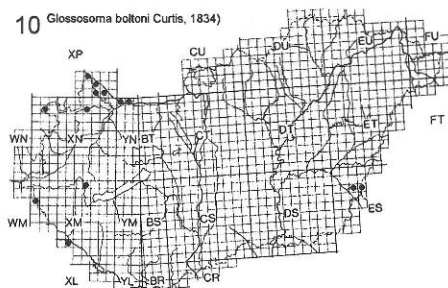 10 Glossosoma boltoni Curtis, 1834)
XP CU DU EU FU
WN XN YN BT CT DT ET FT
WM XM YM BS CS DS ES
XL YL BR CR